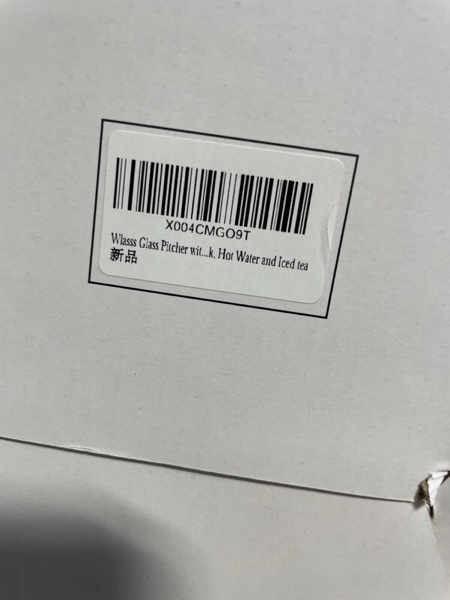 X004CMGO9T
Wlasss Glass Pitcher wit...k, Hot Water and Iced tea
新品